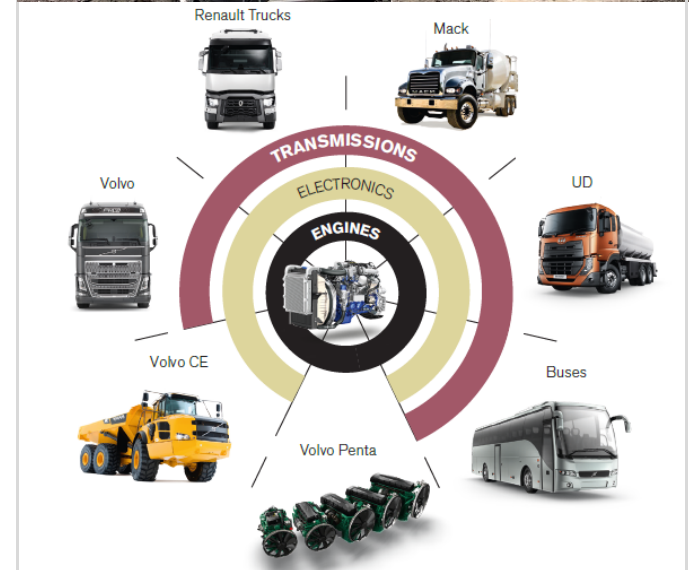 Renault Trucks
Mack
TRANSMISSIONS
ELECTRONICS
ENGINES
Volvo
UD
Volvo CE
Buses
Volvo Penta